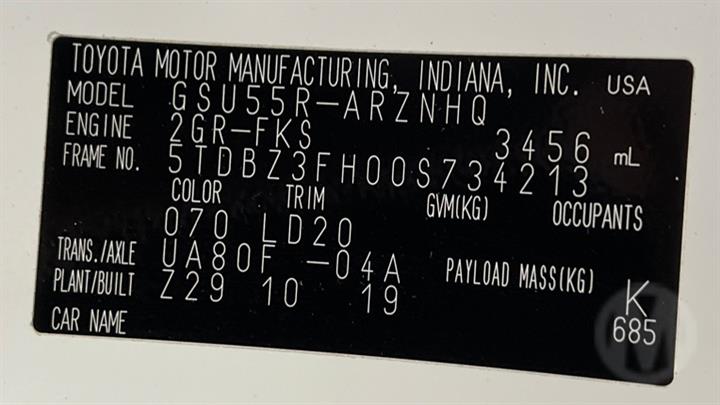 TOYOTA MOTOR MANUFACTURING, INDIANA, INC. USA
MODEL GSU55R-ARZNHQ
ENGINE 2GR-FKS 3456 mL
FRAME NO. 5TDBZ3FH00S734213
COLOR TRIM GVM(KG) OCCUPANTS
070 LD20
TRANS./AXLE UA80F -04A PAYLOAD MASS(KG)
PLANT/BUILT Z29 10 19 K
CAR NAME 685